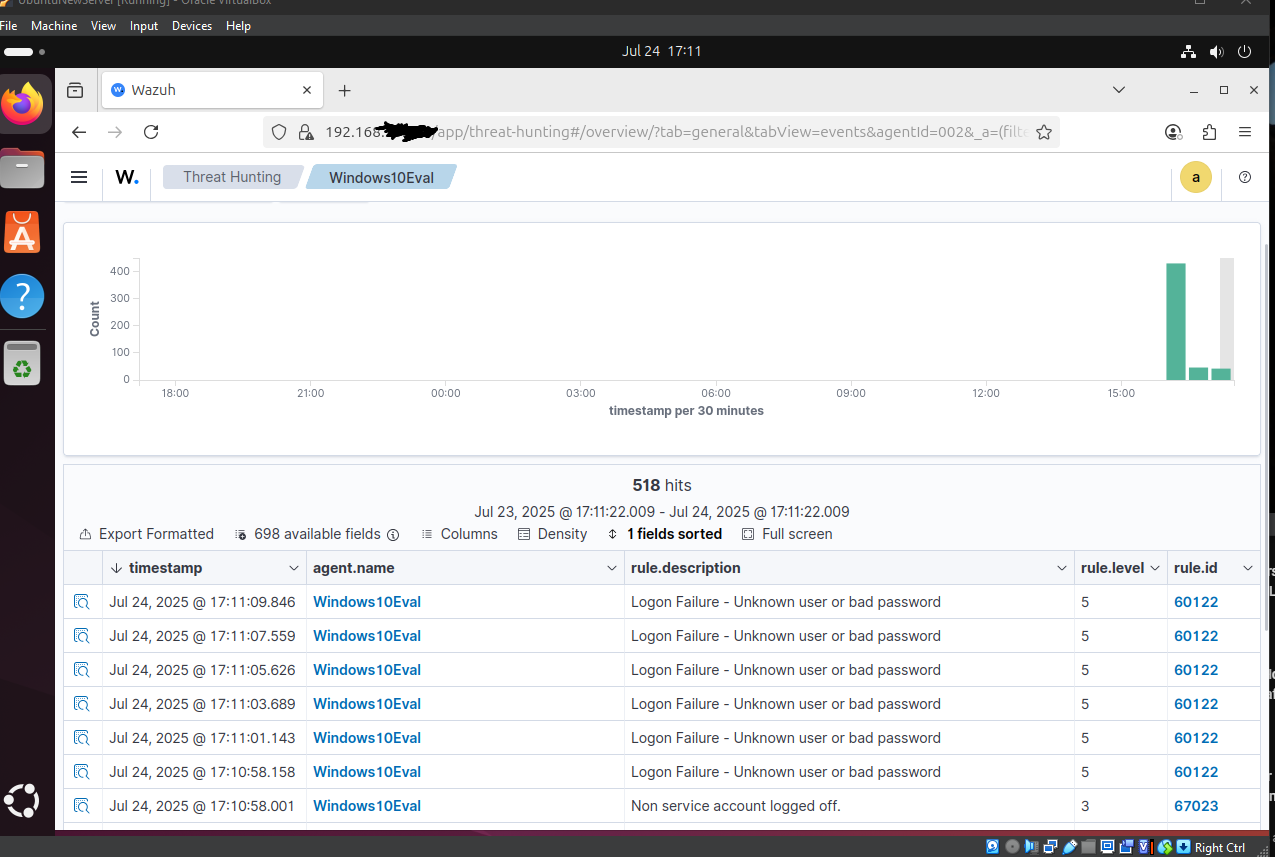 UbuntuNewServer [Running] - Oracle VirtualBox
File Machine View Input Devices Help
Jul 24 17:11
Wazuh
192.168. app/threat-hunting#/overview/?tab=general&tabView=events&agentId=002&_a=(filte
W. Threat Hunting Windows10Eval a
400
300
200
100
0
Count
18:00 21:00 00:00 03:00 06:00 09:00 12:00 15:00
timestamp per 30 minutes
518 hits
Jul 23, 2025 @ 17:11:22.009 - Jul 24, 2025 @ 17:11:22.009
Export Formatted 698 available fields Columns Density 1 fields sorted Full screen
timestamp agent.name rule.description rule.level rule.id
Jul 24, 2025 @ 17:11:09.846 Windows10Eval Logon Failure - Unknown user or bad password 5 60122
Jul 24, 2025 @ 17:11:07.559 Windows10Eval Logon Failure - Unknown user or bad password 5 60122
Jul 24, 2025 @ 17:11:05.626 Windows10Eval Logon Failure - Unknown user or bad password 5 60122
Jul 24, 2025 @ 17:11:03.689 Windows10Eval Logon Failure - Unknown user or bad password 5 60122
Jul 24, 2025 @ 17:11:01.143 Windows10Eval Logon Failure - Unknown user or bad password 5 60122
Jul 24, 2025 @ 17:10:58.158 Windows10Eval Logon Failure - Unknown user or bad password 5 60122
Jul 24, 2025 @ 17:10:58.001 Windows10Eval Non service account logged off. 3 67023
Right Ctrl